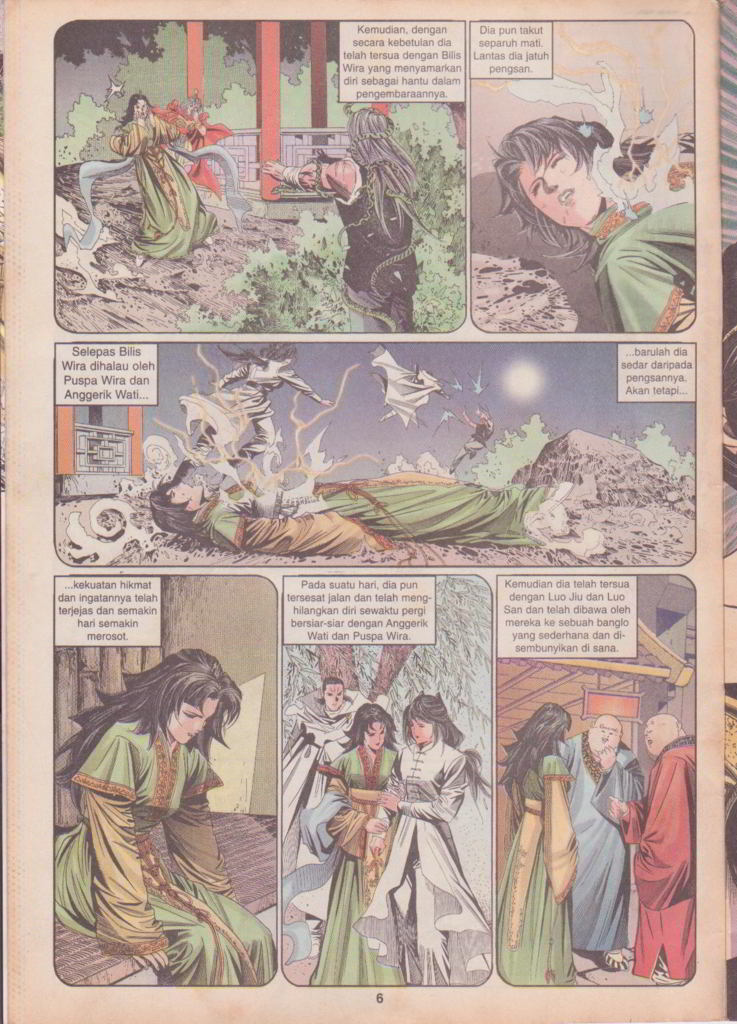 Kemudian, dengan
secara kebetulan dia
telah tersua dengan Bilis
Wira yang menyamarkan
diri sebagai hantu dalam
pengembaraannya.
Dia pun takut
separuh mati.
Lantas dia jatuh
pengsan.
Selepas Bilis
Wira dihalau oleh
Puspa Wira dan
Anggerik Wati...
...barulah dia
sedar daripada
pengsannya.
Akan tetapi...
...kekuatan hikmat
dan ingatannya telah
terjejas dan semakin
hari semakin
merosot.
Pada suatu hari, dia pun
tersesat jalan dan telah meng-
hilangkan diri sewaktu pergi
bersiar-siar dengan Anggerik
Wati dan Puspa Wira.
Kemudian dia telah tersua
dengan Luo Jiu dan Luo
San dan telah dibawa oleh
mereka ke sebuah banglo
yang sederhana dan di-
sembunyikan di sana.
6